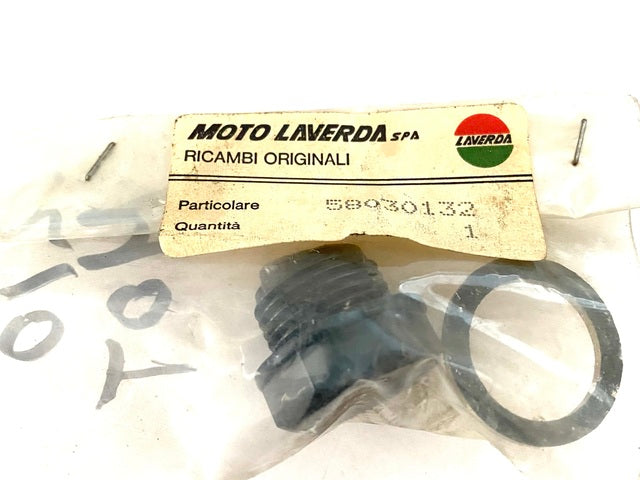 MOTO LAVERDA SPA
LAVERDA
RICAMBI ORIGINALI
Particolare 58930132
Quantità 1